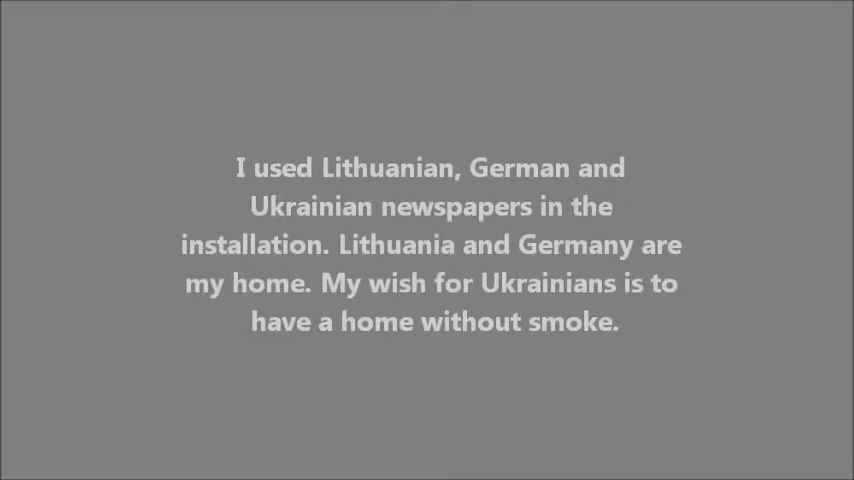 I used Lithuanian, German and
Ukrainian newspapers in the
installation. Lithuania and Germany are
my home. My wish for Ukrainians is to
have a home without smoke.